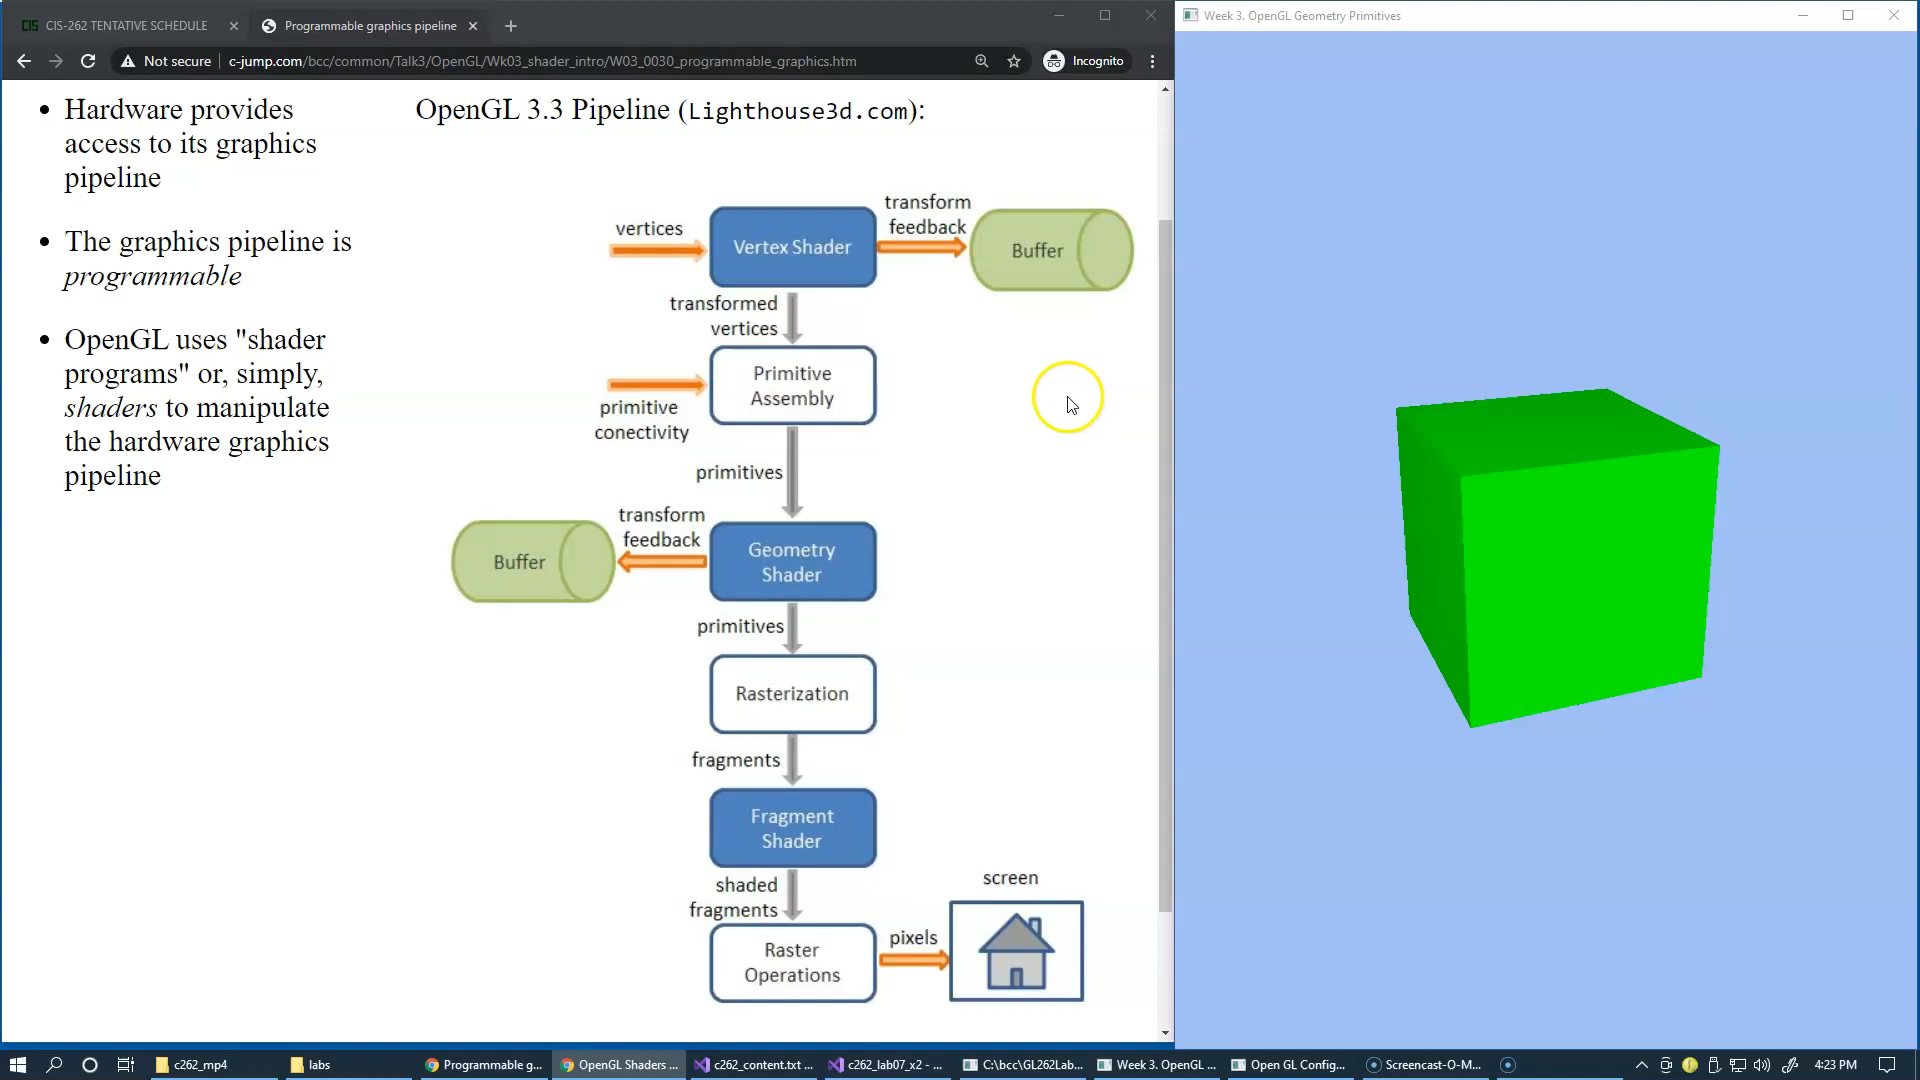 CIS CIS-262 TENTATIVE SCHEDULE
Programmable graphics pipeline
Not secure
c-jump.com/bcc/common/Talk3/OpenGL/Wk03_shader_intro/W03_0030_programmable_graphics.htm
Incognito
Week 3. OpenGL Geometry Primitives
Hardware provides
access to its graphics
pipeline
The graphics pipeline is
programmable
OpenGL uses "shader
programs" or, simply,
shaders to manipulate
the hardware graphics
pipeline
OpenGL 3.3 Pipeline (Lighthouse3d.com):
vertices
Vertex Shader
transform
feedback
Buffer
transformed
vertices
Primitive
Assembly
primitive
conectivity
primitives
transform
feedback
Buffer
Geometry
Shader
primitives
Rasterization
fragments
Fragment
Shader
shaded
fragments
Raster
Operations
pixels
screen
c262_mp4
labs
Programmable g...
OpenGL Shaders ...
c262_content.txt ...
c262_lab07_x2 - ...
C:\bcc\GL262Lab...
Week 3. OpenGL ...
Open GL Config...
Screencast-O-M...
4:23 PM